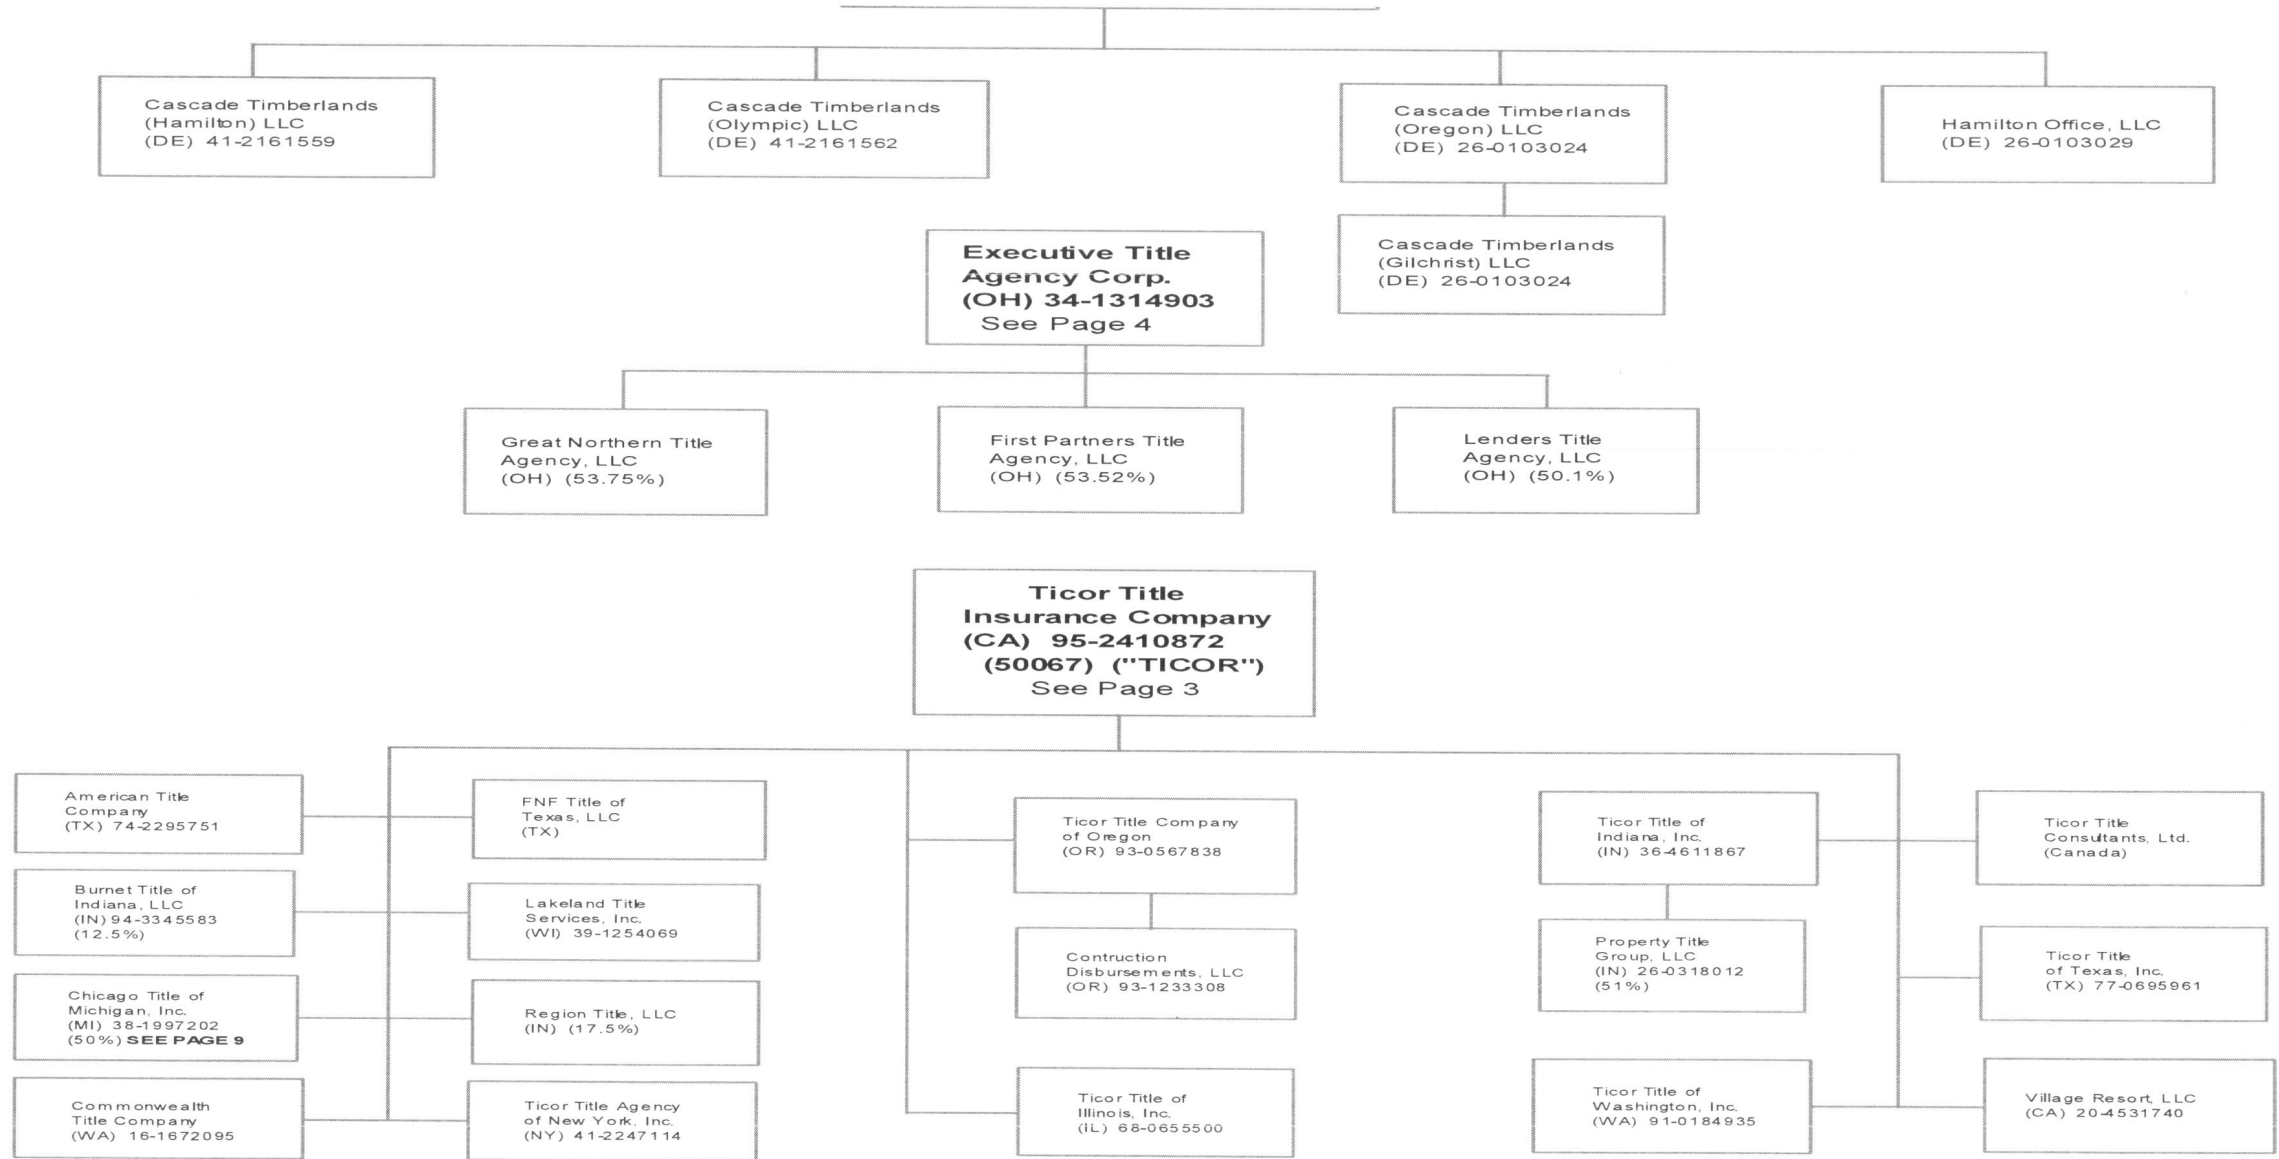 Cascade Timberlands
(Hamilton) LLC
(DE) 41-2161559
Cascade Timberlands
(Olympic) LLC
(DE) 41-2161562
Cascade Timberlands
(Oregon) LLC
(DE) 26-0103024
Hamilton Office, LLC
(DE) 26-0103029
Cascade Timberlands
(Gilchrist) LLC
(DE) 26-0103024
Executive Title
Agency Corp.
(OH) 34-1314903
See Page 4
Great Northern Title
Agency, LLC
(OH) (53.75%)
First Partners Title
Agency, LLC
(OH) (53.52%)
Lenders Title
Agency, LLC
(OH) (50.1%)
Ticor Title
Insurance Company
(CA) 95-2410872
(50067) ("TICOR")
See Page 3
American Title
Company
(TX) 74-2295751
FNF Title of
Texas, LLC
(TX)
Ticor Title Company
of Oregon
(OR) 93-0567838
Ticor Title of
Indiana, Inc.
(IN) 36-4611867
Ticor Title
Consultants, Ltd.
(Canada)
Burnet Title of
Indiana, LLC
(IN) 94-3345583
(12.5%)
Lakeland Title
Services, Inc.
(WI) 39-1254069
Contruction
Disbursements, LLC
(OR) 93-1233308
Property Title
Group, LLC
(IN) 26-0318012
(51%)
Ticor Title
of Texas, Inc.
(TX) 77-0695961
Chicago Title of
Michigan, Inc.
(MI) 38-1997202
(50%) SEE PAGE 9
Region Title, LLC
(IN) (17.5%)
Commonwealth
Title Company
(WA) 16-1672095
Ticor Title Agency
of New York, Inc.
(NY) 41-2247114
Ticor Title of
Illinois, Inc.
(IL) 68-0655500
Ticor Title of
Washington, Inc.
(WA) 91-0184935
Village Resort, LLC
(CA) 20-4531740